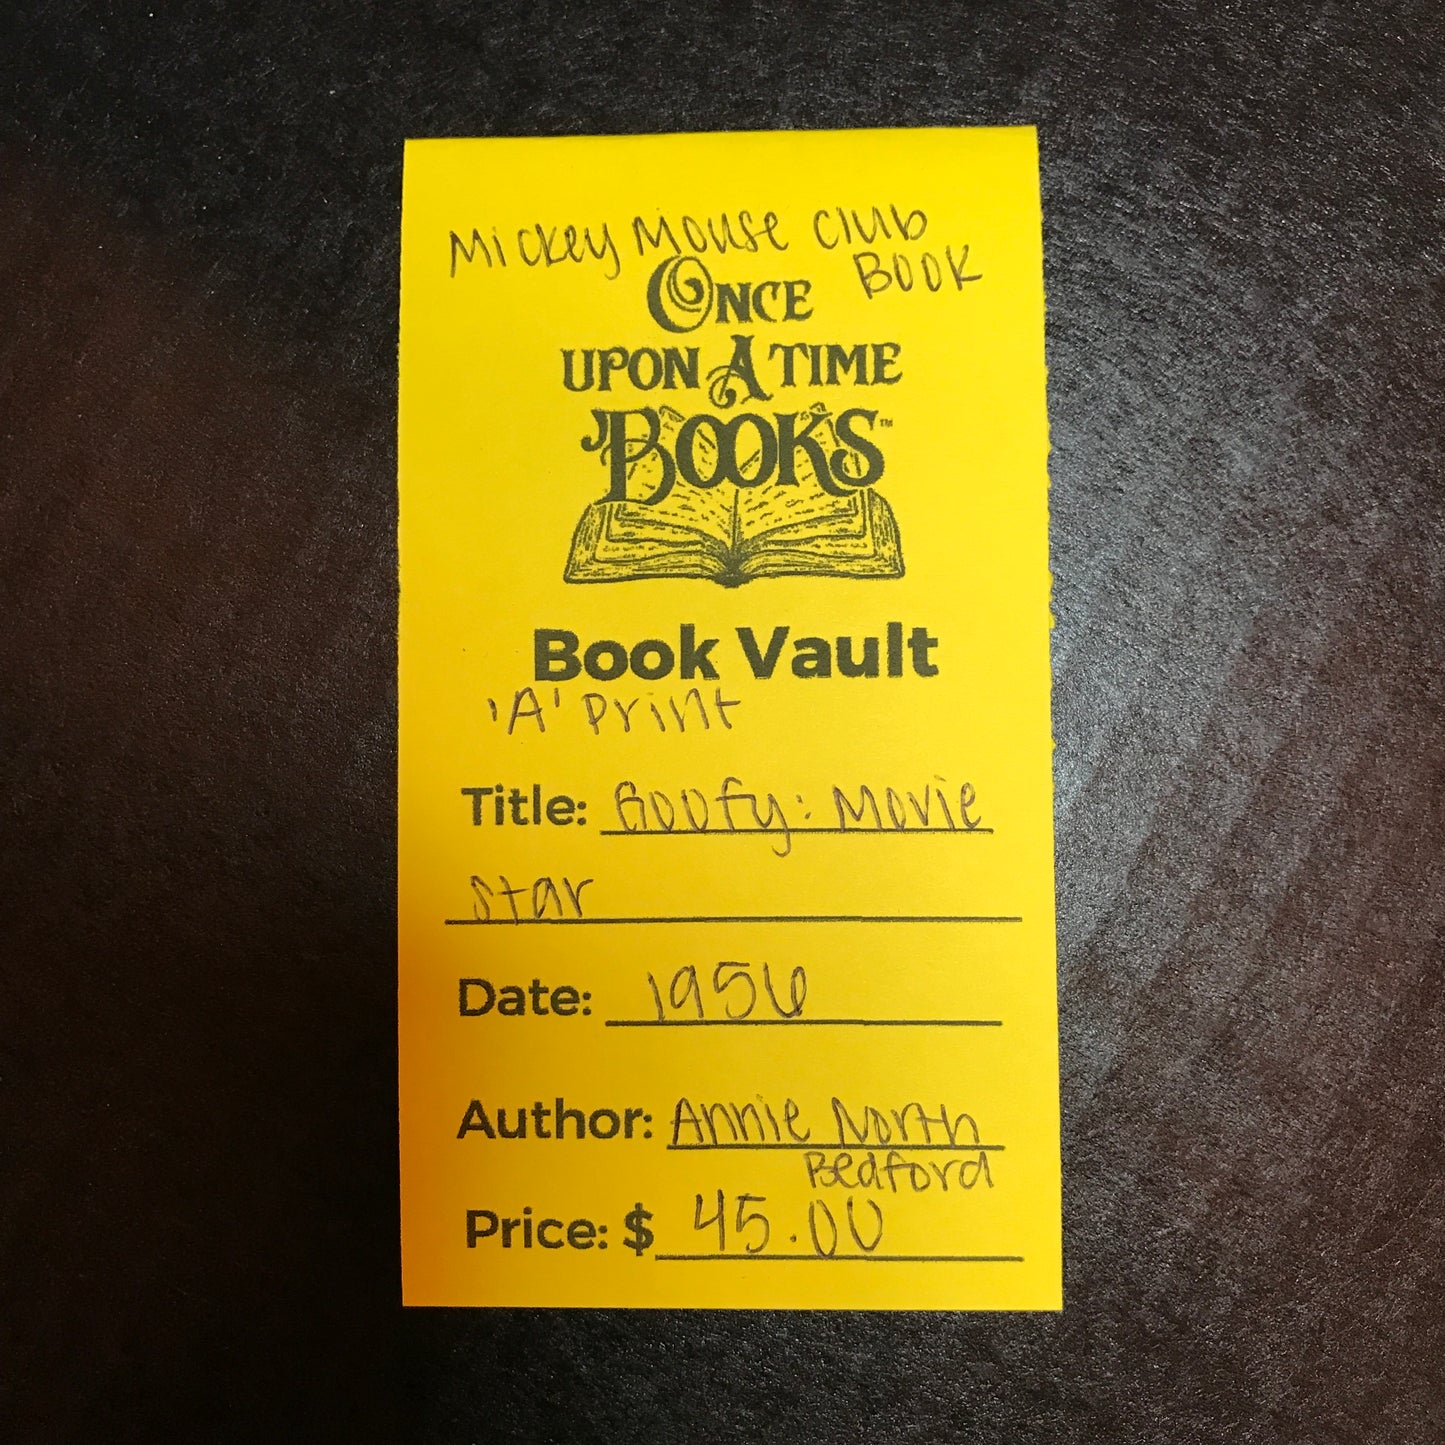 Mickey Mouse Club
BOOK
ONCE
UPON A TIME
BOOKS™
Book Vault
'A' Print
Title: Goofy: Movie
Star
Date: 1956
Author: Annie North
Bedford
Price: $ 45.00